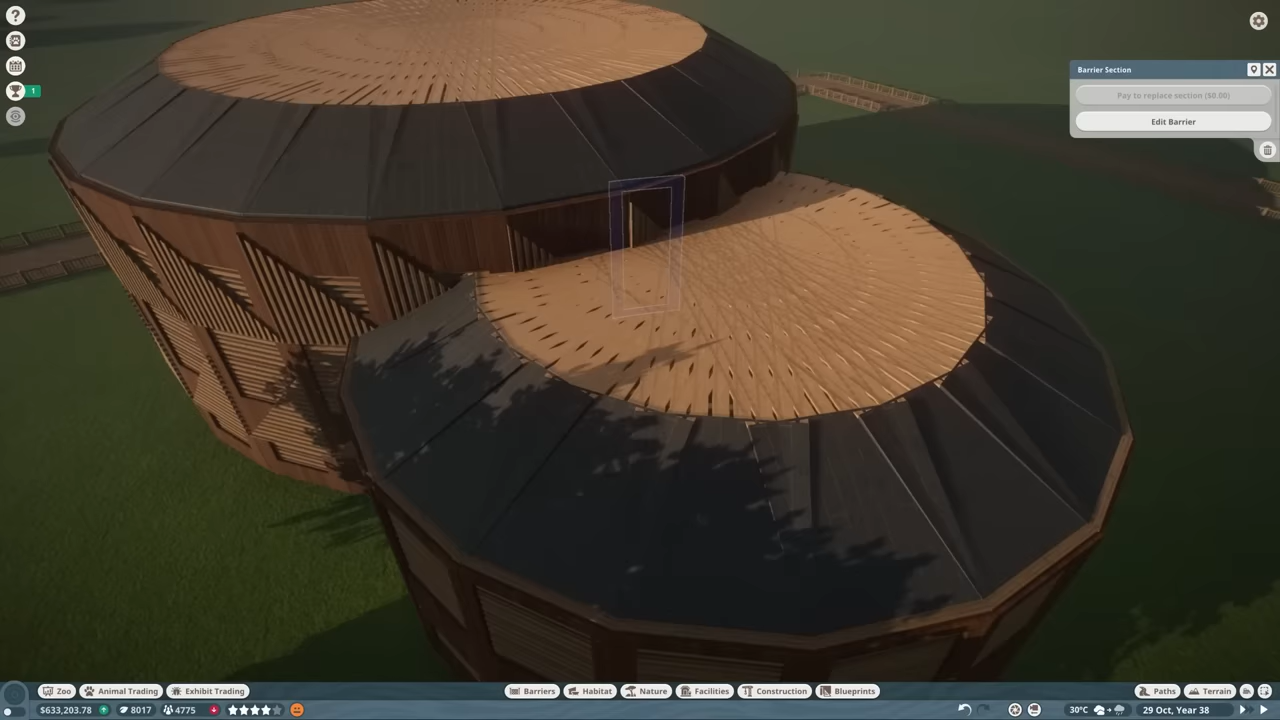 ?
1
Barrier Section
Pay to replace section ($0.00)
Edit Barrier
Zoo
Animal Trading
Exhibit Trading
Barriers
Habitat
Nature
Facilities
Construction
Blueprints
Paths
Terrain
$633,203.78
8017
4775
30°C
29 Oct, Year 38